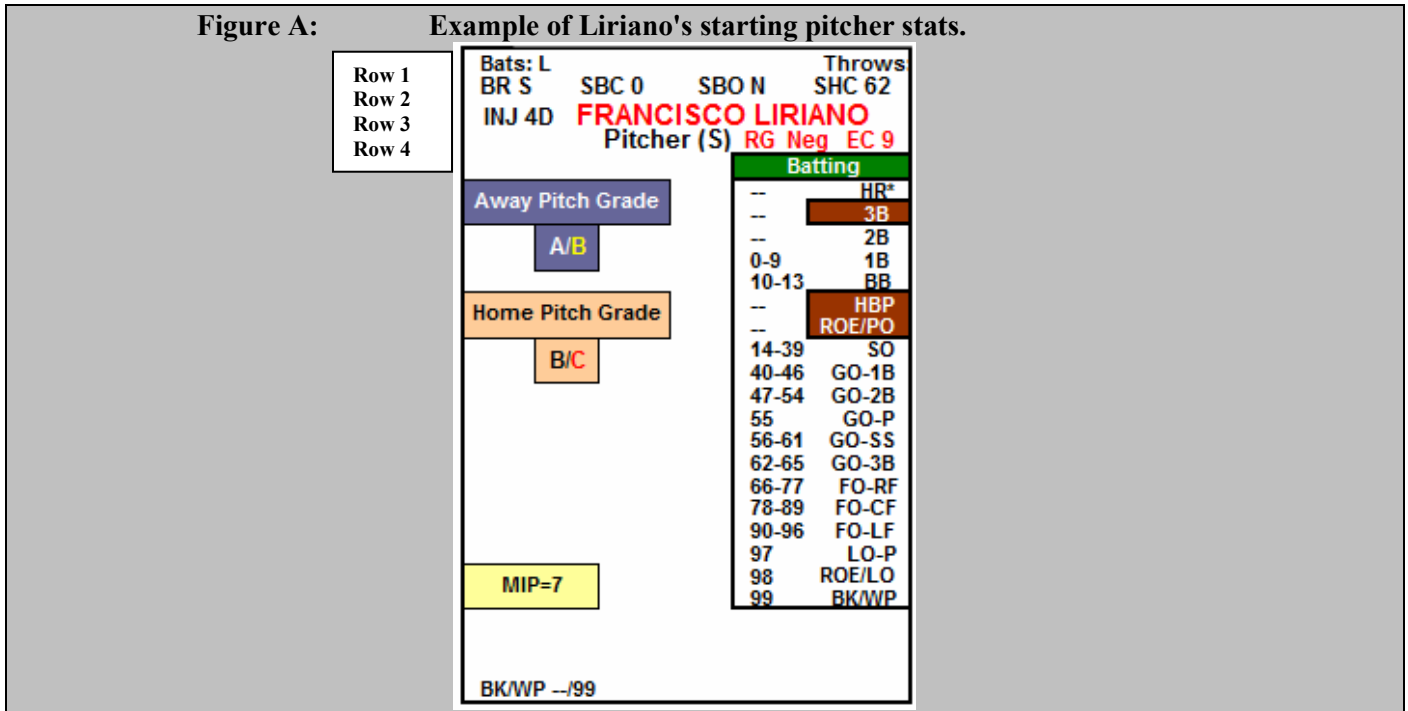 Figure A: Example of Liriano's starting pitcher stats.
Row 1
Row 2
Row 3
Row 4
Bats: L Throws:
BR S SBC 0 SBO N SHC 62
INJ 4D FRANCISCO LIRIANO
Pitcher (S) RG Neg EC 9
Batting
Away Pitch Grade
A/B
Home Pitch Grade
B/C
MIP=7
-- HR*
-- 3B
-- 2B
0-9 1B
10-13 BB
-- HBP
-- ROE/PO
14-39 SO
40-46 GO-1B
47-54 GO-2B
55 GO-P
56-61 GO-SS
62-65 GO-3B
66-77 FO-RF
78-89 FO-CF
90-96 FO-LF
97 LO-P
98 ROE/LO
99 BK/WP
BK/WP --/99